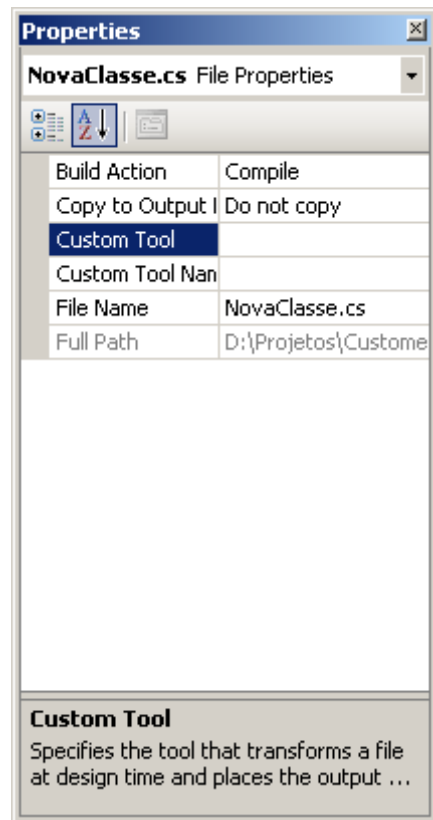 Properties
NovaClasse.cs File Properties
Build Action Compile
Copy to Output Do not copy
Custom Tool
Custom Tool Nan
File Name NovaClasse.cs
Full Path D:\Projetos\Custome
Custom Tool
Specifies the tool that transforms a file
at design time and places the output ...